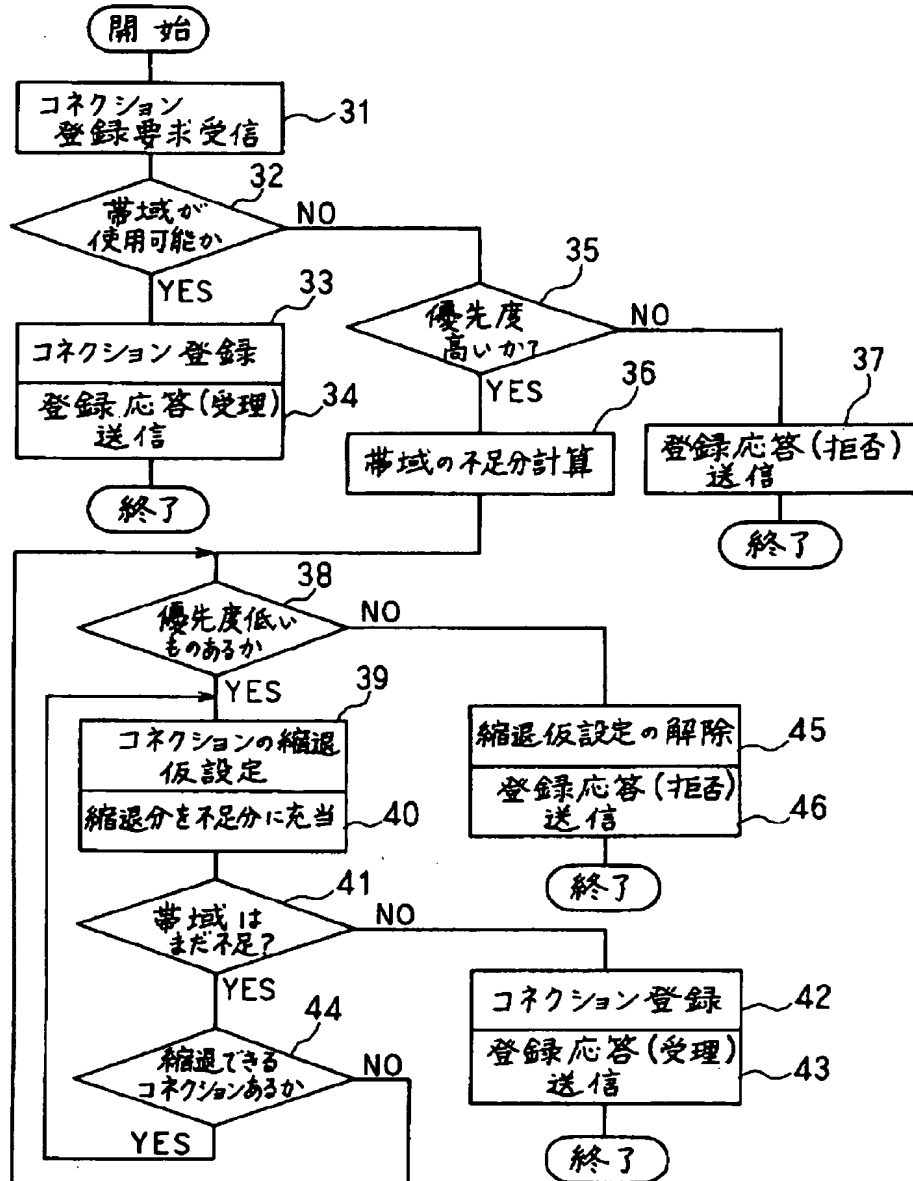 開始
コネクション
登録要求受信
31
帯域が
使用可能か
32
NO
YES
33
コネクション登録
登録応答(受理)
送信
34
終了
優先度
高いか?
35
NO
YES
36
帯域の不足分計算
37
登録応答(拒否)
送信
終了
38
優先度低い
ものあるか
NO
YES
39
コネクションの縮退
仮設定
縮退分を不足分に充当
40
縮退仮設定の解除
45
登録応答(拒否)
送信
46
終了
41
帯域は
まだ不足?
NO
YES
コネクション登録
42
登録応答(受理)
送信
43
終了
44
縮退できる
コネクションあるか
NO
YES